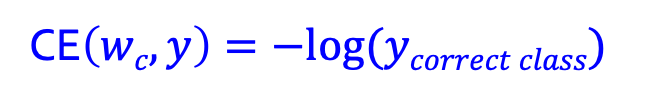 CE(w_c, y) = −log(y_correct class)